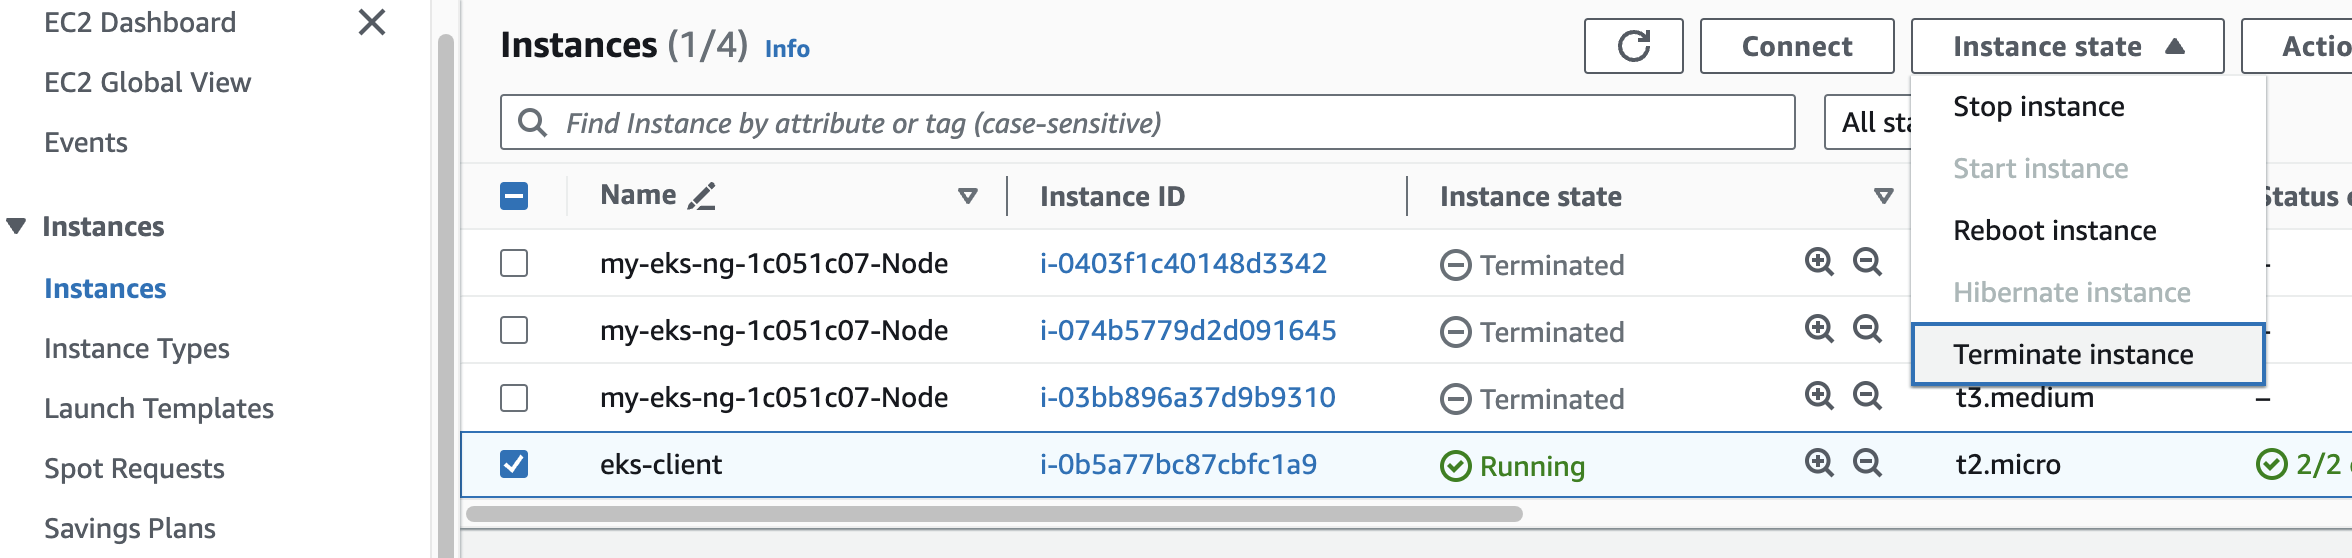 EC2 Dashboard
EC2 Global View
Events
Instances
Instances
Instance Types
Launch Templates
Spot Requests
Savings Plans
Instances (1/4) Info
Connect
Instance state
Find Instance by attribute or tag (case-sensitive)
All
Stop instance
Start instance
Reboot instance
Hibernate instance
Terminate instance
Name Instance ID Instance state Status
my-eks-ng-1c051c07-Node i-0403f1c40148d3342 Terminated –
my-eks-ng-1c051c07-Node i-074b5779d2d091645 Terminated –
my-eks-ng-1c051c07-Node i-03bb896a37d9b9310 Terminated t3.medium –
eks-client i-0b5a77bc87cbfc1a9 Running t2.micro 2/2